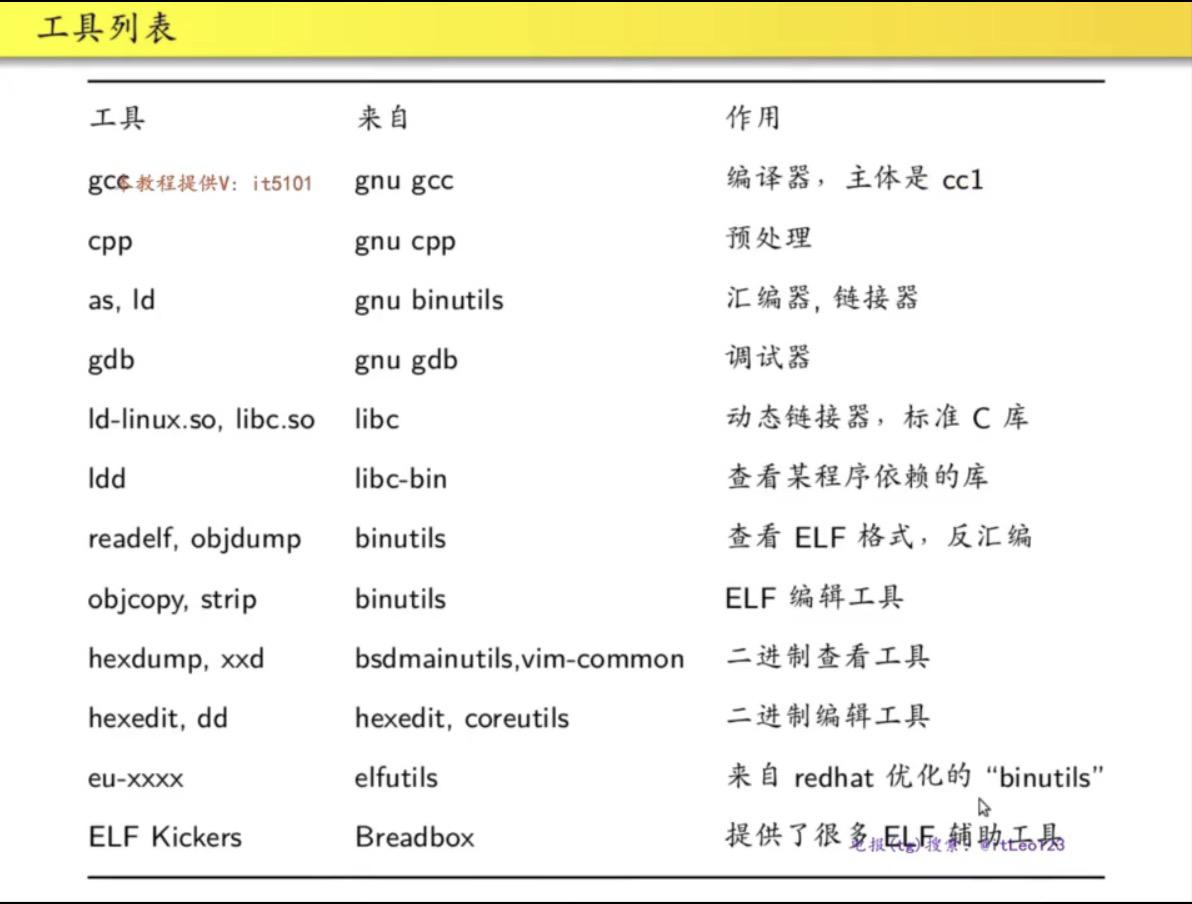 工具列表
工具 来自 作用
gcc 教程提供V: it5101 gnu gcc 编译器，主体是 cc1
cpp gnu cpp 预处理
as, ld gnu binutils 汇编器, 链接器
gdb gnu gdb 调试器
ld-linux.so, libc.so libc 动态链接器，标准 C 库
ldd libc-bin 查看某程序依赖的库
readelf, objdump binutils 查看 ELF 格式，反汇编
objcopy, strip binutils ELF 编辑工具
hexdump, xxd bsdmainutils,vim-common 二进制查看工具
hexedit, dd hexedit, coreutils 二进制编辑工具
eu-xxxx elfutils 来自 redhat 优化的 “binutils”
ELF Kickers Breadbox 提供了很多 ELF 辅助工具